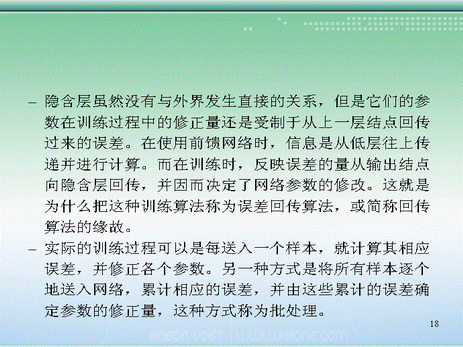 – 隐含层虽然没有与外界发生直接的关系，但是它们的参
数在训练过程中的修正量还是受制于从上一层结点回传
过来的误差。在使用前馈网络时，信息是从低层往上传
递并进行计算。而在训练时，反映误差的量从输出结点
向隐含层回传，并因而决定了网络参数的修改。这就是
为什么把这种训练算法称为误差回传算法，或简称回传
算法的缘故。
– 实际的训练过程可以是每送入一个样本，就计算其相应
误差，并修正各个参数。另一种方式是将所有样本逐个
地送入网络，累计相应的误差，并由这些累计的误差确
定参数的修正量，这种方式称为批处理。
18